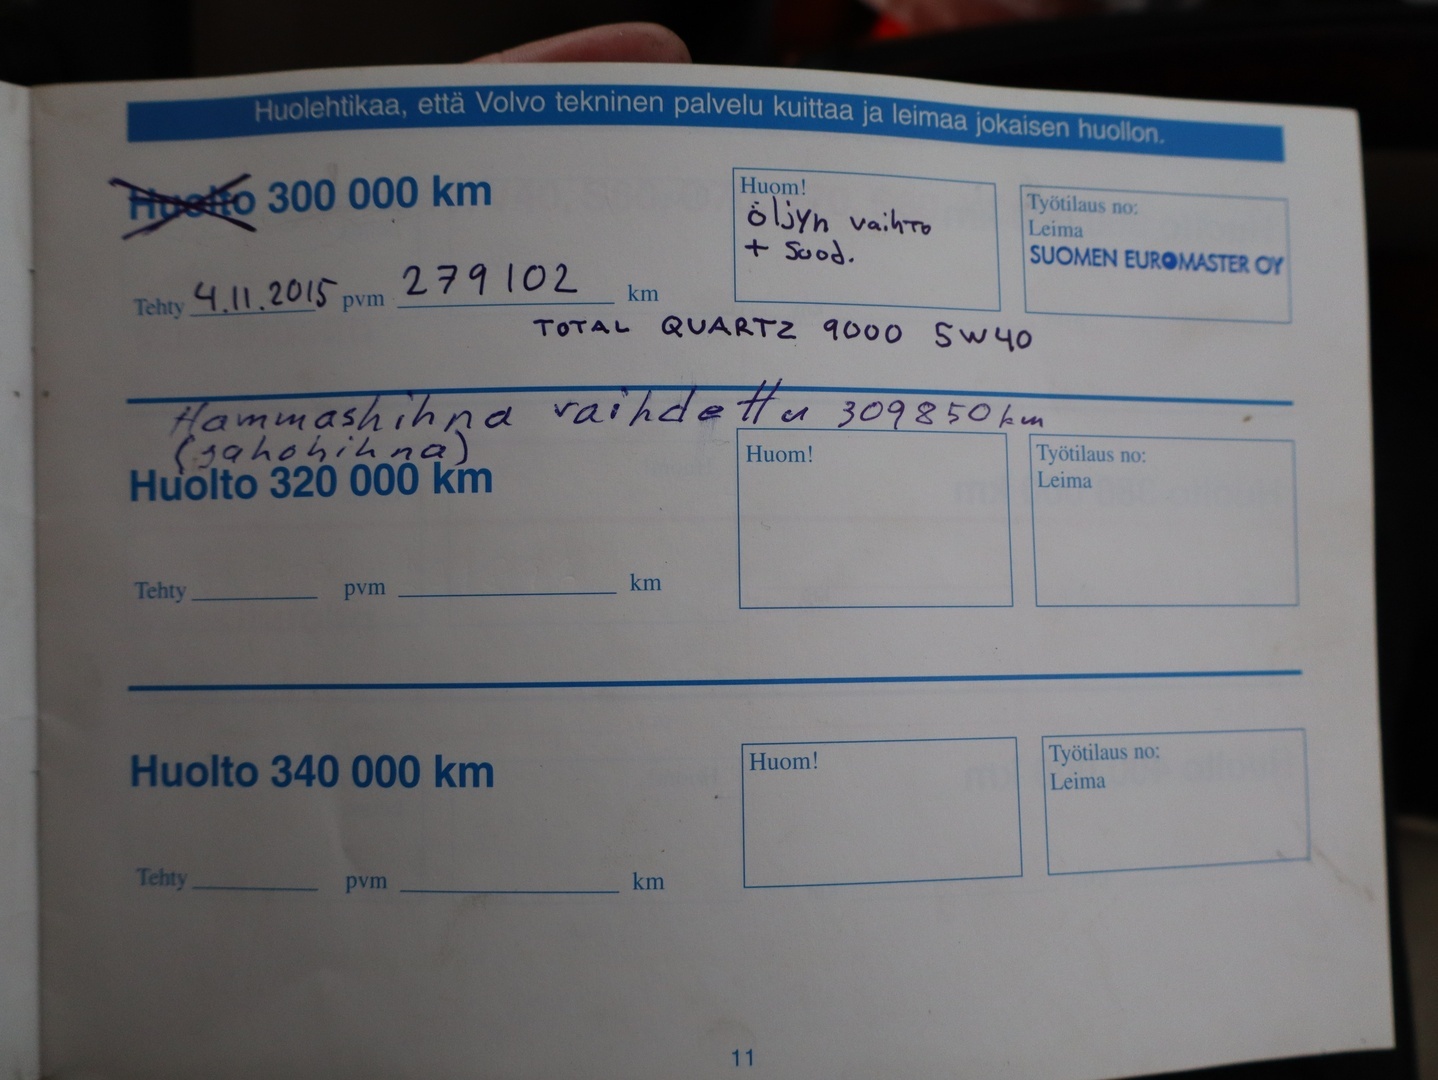 Huolehtikaa, että Volvo tekninen palvelu kuittaa ja leimaa jokaisen huollon.
Huolto 300 000 km
Huom!
öljyn vaihto
+ suod.
Työtilaus no:
Leima
SUOMEN EUROMASTER OY
Tehty 4.11.2015 pvm 279102 km
TOTAL QUARTZ 9000 5W40
Hammashihna vaihdettu 309850 km
(jakohihna)
Huolto 320 000 km
Huom!
Työtilaus no:
Leima
Tehty pvm km
Huolto 340 000 km
Huom!
Työtilaus no:
Leima
Tehty pvm km
11